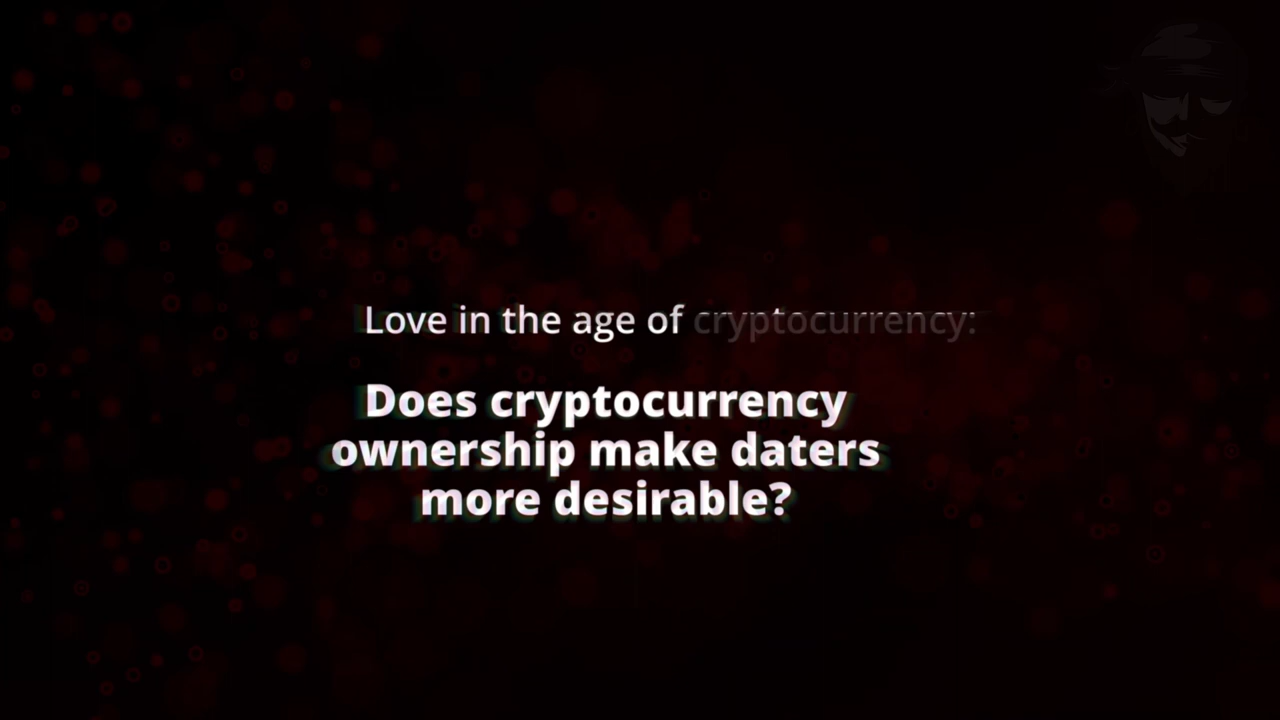 Love in the age of cryptocurrency:
Does cryptocurrency
ownership make daters
more desirable?